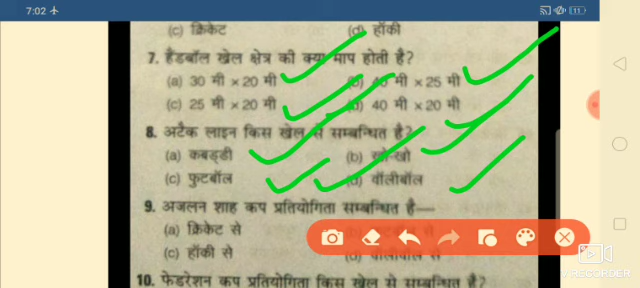 7:02
(c) क्रिकेट (d) हॉकी
7. हैंडबॉल खेल क्षेत्र की क्या माप होती है?
(a) 30 मी × 20 मी (b) 40 मी × 25 मी
(c) 25 मी × 20 मी (d) 40 मी × 20 मी
8. अटैक लाइन किस खेल से सम्बन्धित है?
(a) कबड्डी (b) खो-खो
(c) फुटबॉल (d) वॉलीबॉल
9. अजलन शाह कप प्रतियोगिता सम्बन्धित है—
(a) क्रिकेट से
(c) हॉकी से (d) वॉलीबॉल से
10. फेडरेशन कप प्रतियोगिता किस खेल से सम्बन्धित है?
RECORDER